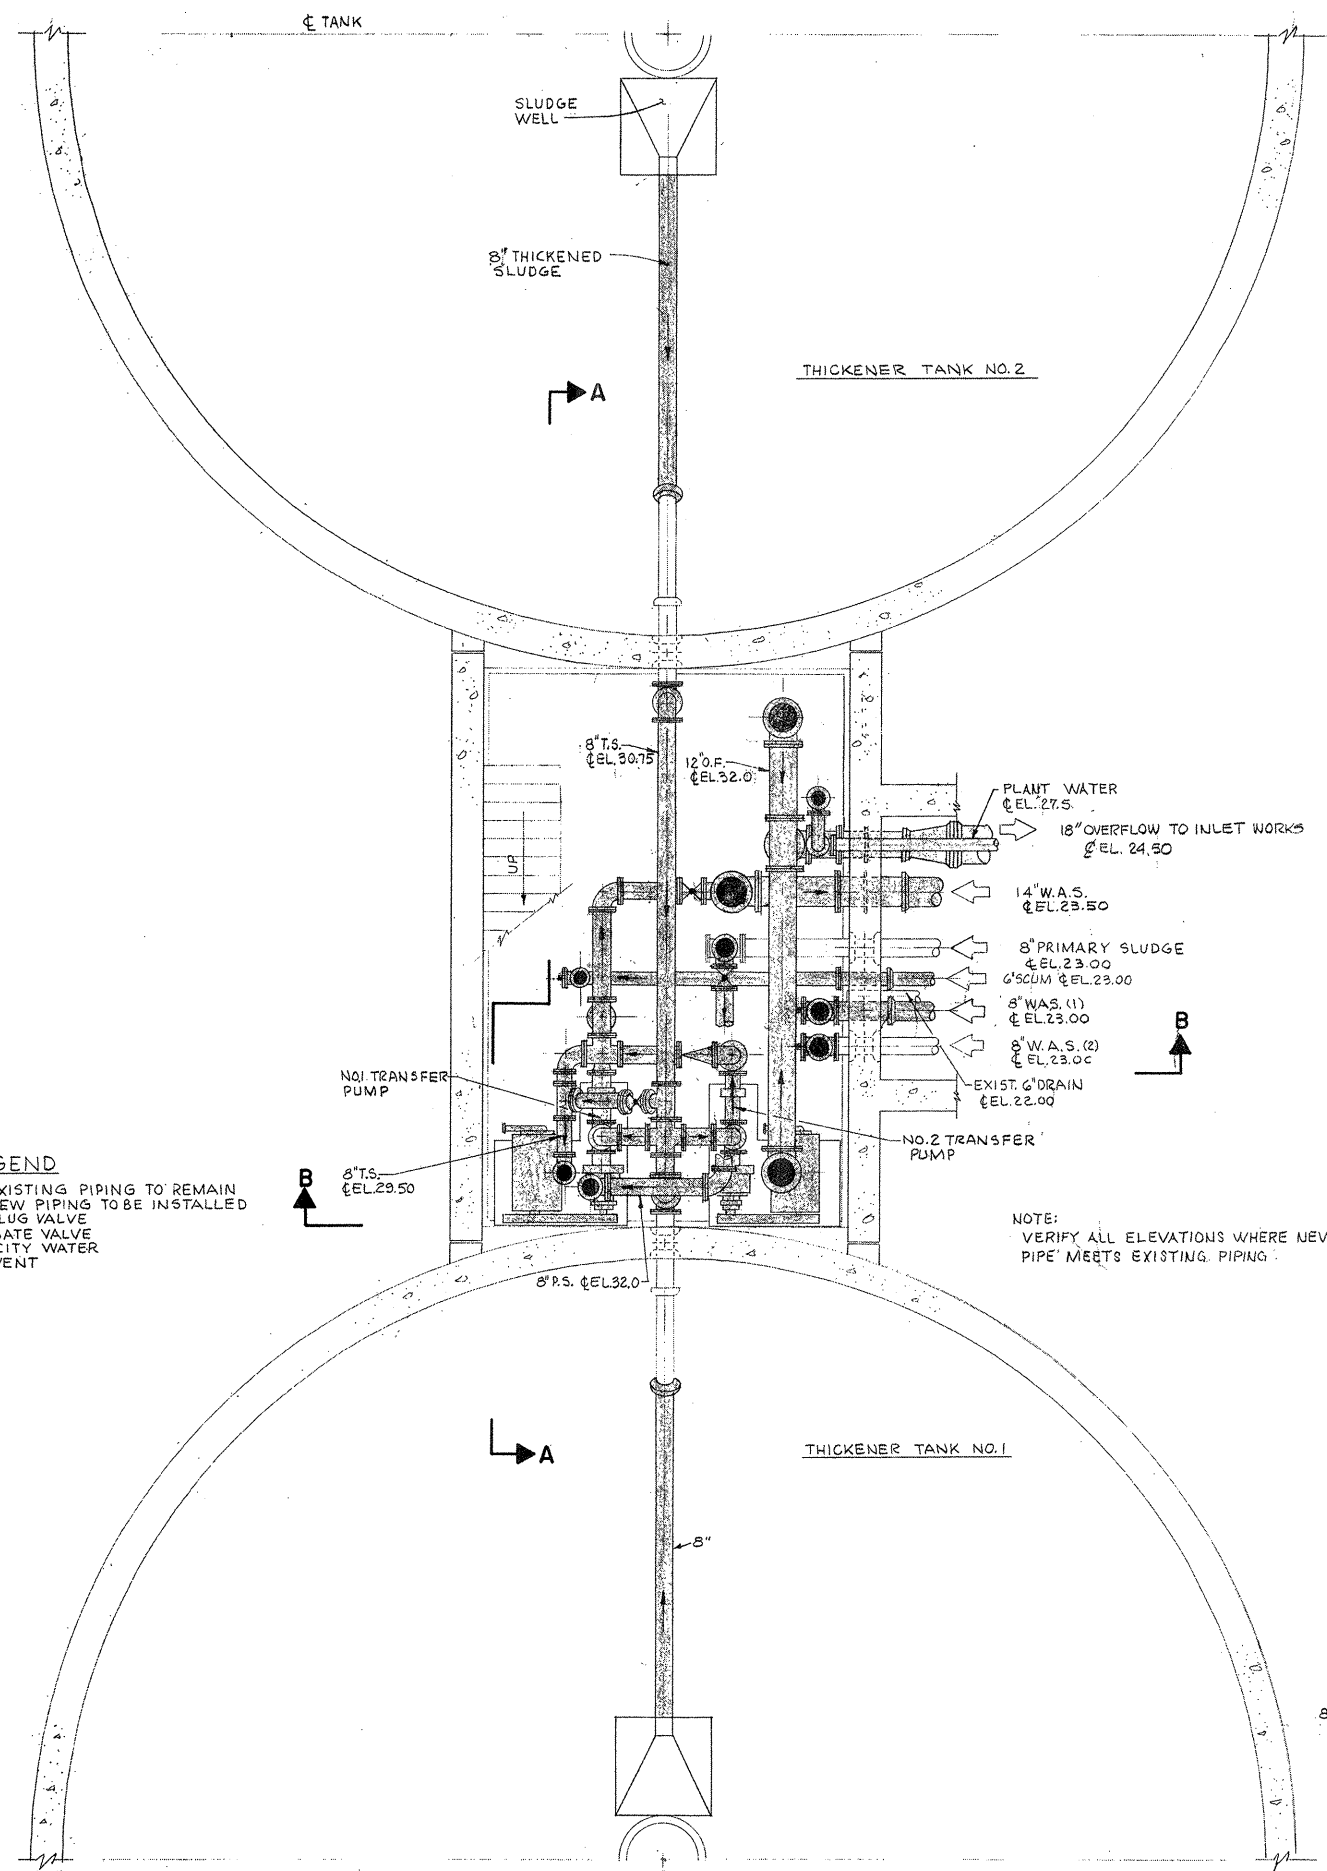 ℄ TANK
SLUDGE
WELL
8" THICKENED
SLUDGE
THICKENER TANK NO. 2
A
8" T.S.
℄ EL. 30.75
12" O.F.
℄ EL. 32.0
PLANT WATER
℄ EL. 27.5
18" OVERFLOW TO INLET WORKS
℄ EL. 24.50
UP
14" W.A.S.
℄ EL. 23.50
8" PRIMARY SLUDGE
℄ EL. 23.00
6" SCUM ℄ EL. 23.00
8" WAS. (1)
℄ EL. 23.00
8" W.A.S. (2)
℄ EL. 23.00
B
EXIST. 6" DRAIN
℄ EL. 22.00
NO.1 TRANSFER
PUMP
NO. 2 TRANSFER
PUMP
GEND
XISTING PIPING TO REMAIN
EW PIPING TO BE INSTALLED
LUG VALVE
ATE VALVE
CITY WATER
VENT
B
8" T.S.
℄ EL. 29.50
NOTE:
VERIFY ALL ELEVATIONS WHERE NEW
PIPE MEETS EXISTING PIPING
8" P.S. ℄ EL. 32.0
A
THICKENER TANK NO. 1
8"
8